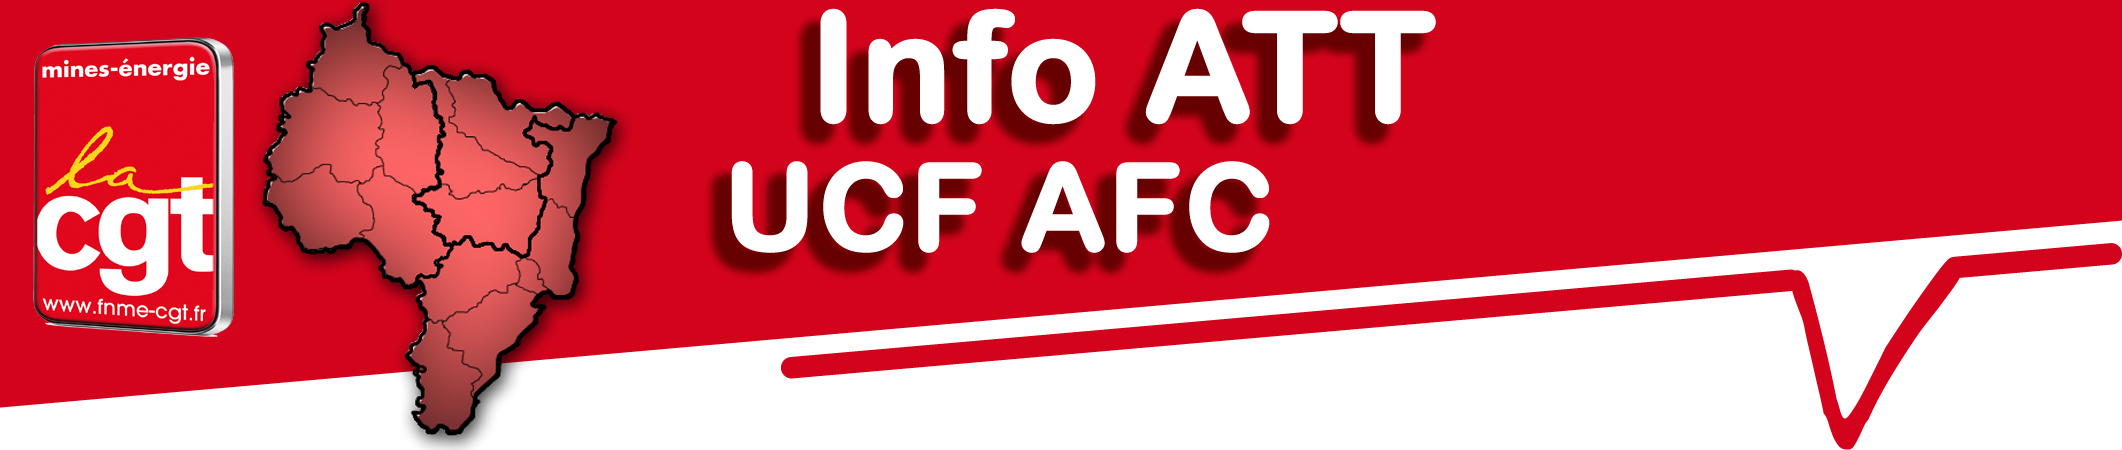 mines-énergie
la
cgt
www.fnme-cgt.fr
Info ATT
UCF AFC